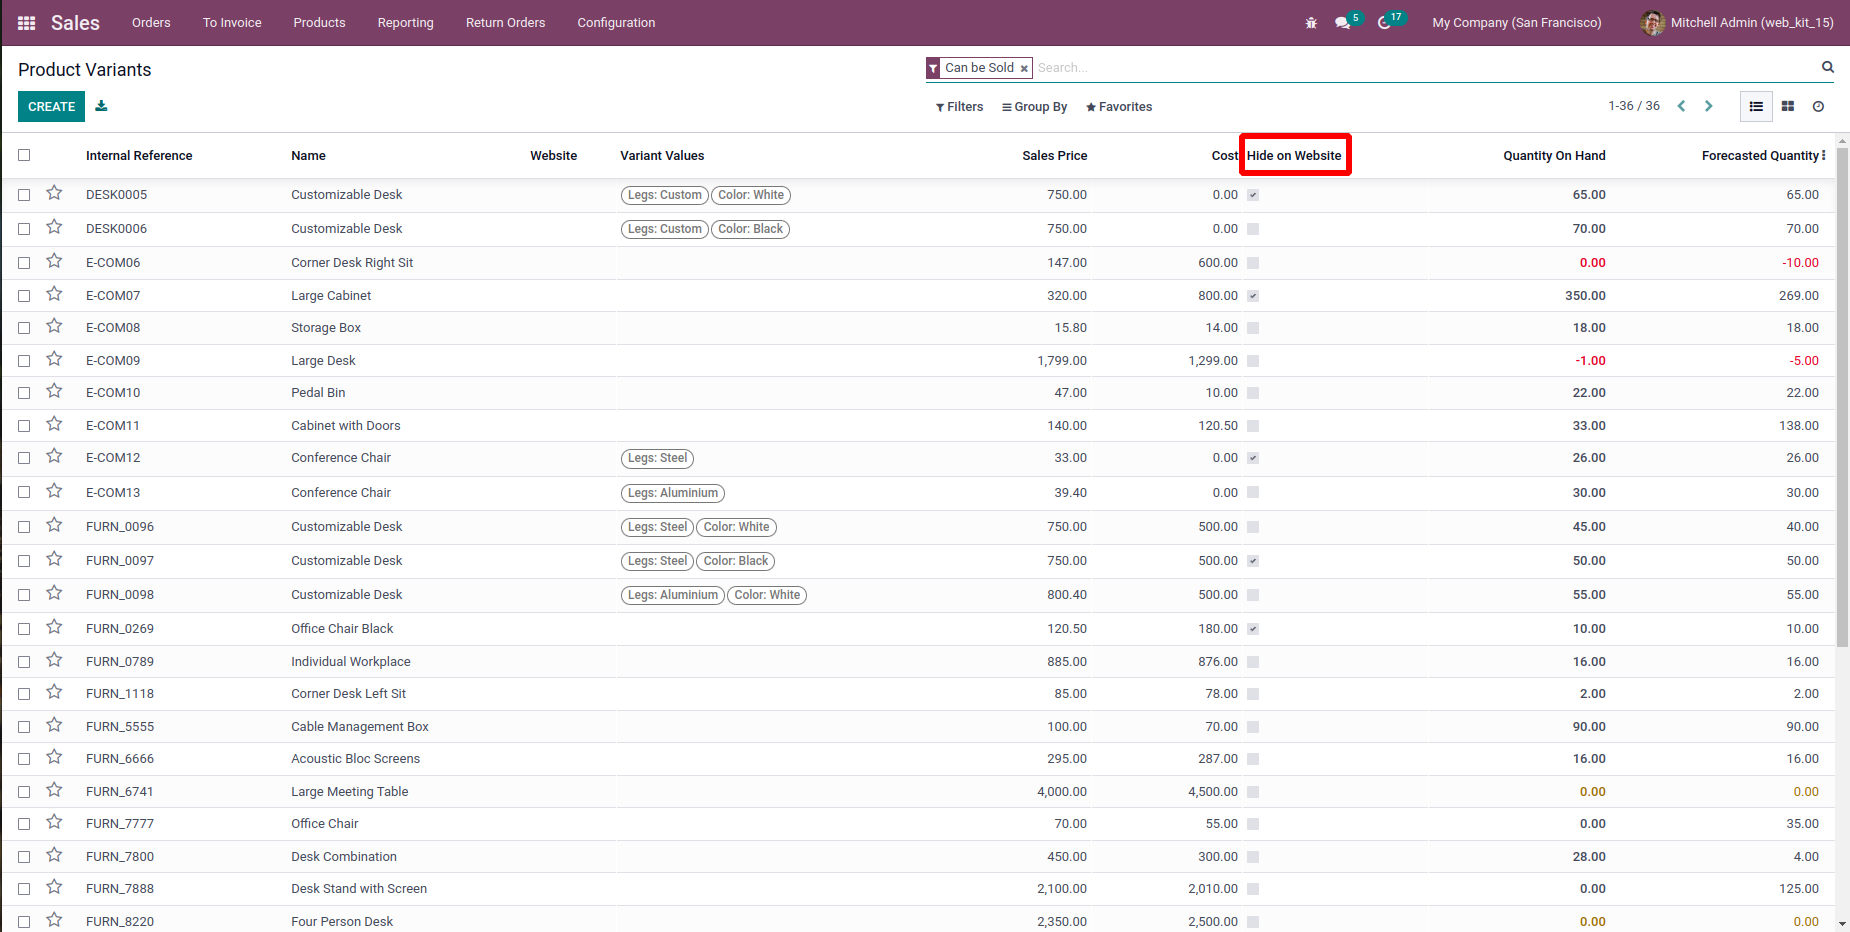 Sales Orders To Invoice Products Reporting Return Orders Configuration 5 17 My Company (San Francisco) Mitchell Admin (web_kit_15)
Product Variants Can be Sold × Search...
CREATE Filters Group By Favorites 1-36 / 36
Internal Reference Name Website Variant Values Sales Price Cost Hide on Website Quantity On Hand Forecasted Quantity
DESK0005 Customizable Desk Legs: Custom Color: White 750.00 0.00 65.00 65.00
DESK0006 Customizable Desk Legs: Custom Color: Black 750.00 0.00 70.00 70.00
E-COM06 Corner Desk Right Sit 147.00 600.00 0.00 -10.00
E-COM07 Large Cabinet 320.00 800.00 350.00 269.00
E-COM08 Storage Box 15.80 14.00 18.00 18.00
E-COM09 Large Desk 1,799.00 1,299.00 -1.00 -5.00
E-COM10 Pedal Bin 47.00 10.00 22.00 22.00
E-COM11 Cabinet with Doors 140.00 120.50 33.00 138.00
E-COM12 Conference Chair Legs: Steel 33.00 0.00 26.00 26.00
E-COM13 Conference Chair Legs: Aluminium 39.40 0.00 30.00 30.00
FURN_0096 Customizable Desk Legs: Steel Color: White 750.00 500.00 45.00 40.00
FURN_0097 Customizable Desk Legs: Steel Color: Black 750.00 500.00 50.00 50.00
FURN_0098 Customizable Desk Legs: Aluminium Color: White 800.40 500.00 55.00 55.00
FURN_0269 Office Chair Black 120.50 180.00 10.00 10.00
FURN_0789 Individual Workplace 885.00 876.00 16.00 16.00
FURN_1118 Corner Desk Left Sit 85.00 78.00 2.00 2.00
FURN_5555 Cable Management Box 100.00 70.00 90.00 90.00
FURN_6666 Acoustic Bloc Screens 295.00 287.00 16.00 16.00
FURN_6741 Large Meeting Table 4,000.00 4,500.00 0.00 0.00
FURN_7777 Office Chair 70.00 55.00 0.00 35.00
FURN_7800 Desk Combination 450.00 300.00 28.00 4.00
FURN_7888 Desk Stand with Screen 2,100.00 2,010.00 0.00 125.00
FURN_8220 Four Person Desk 2,350.00 2,500.00 0.00 0.00